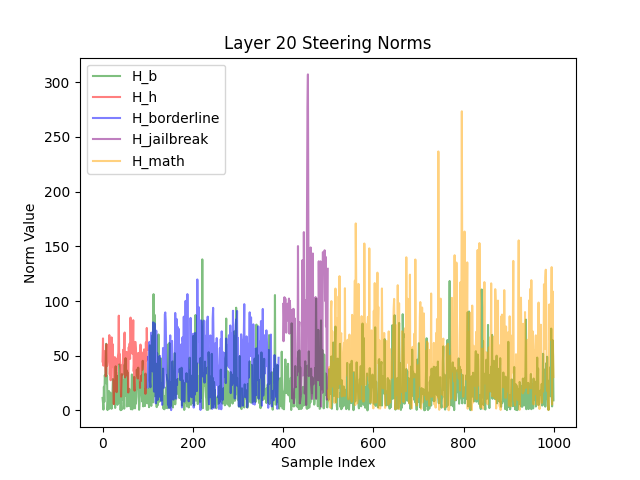 Layer 20 Steering Norms
H_b
H_h
H_borderline
H_jailbreak
H_math
Norm Value
300
250
200
150
100
50
0
0 200 400 600 800 1000
Sample Index